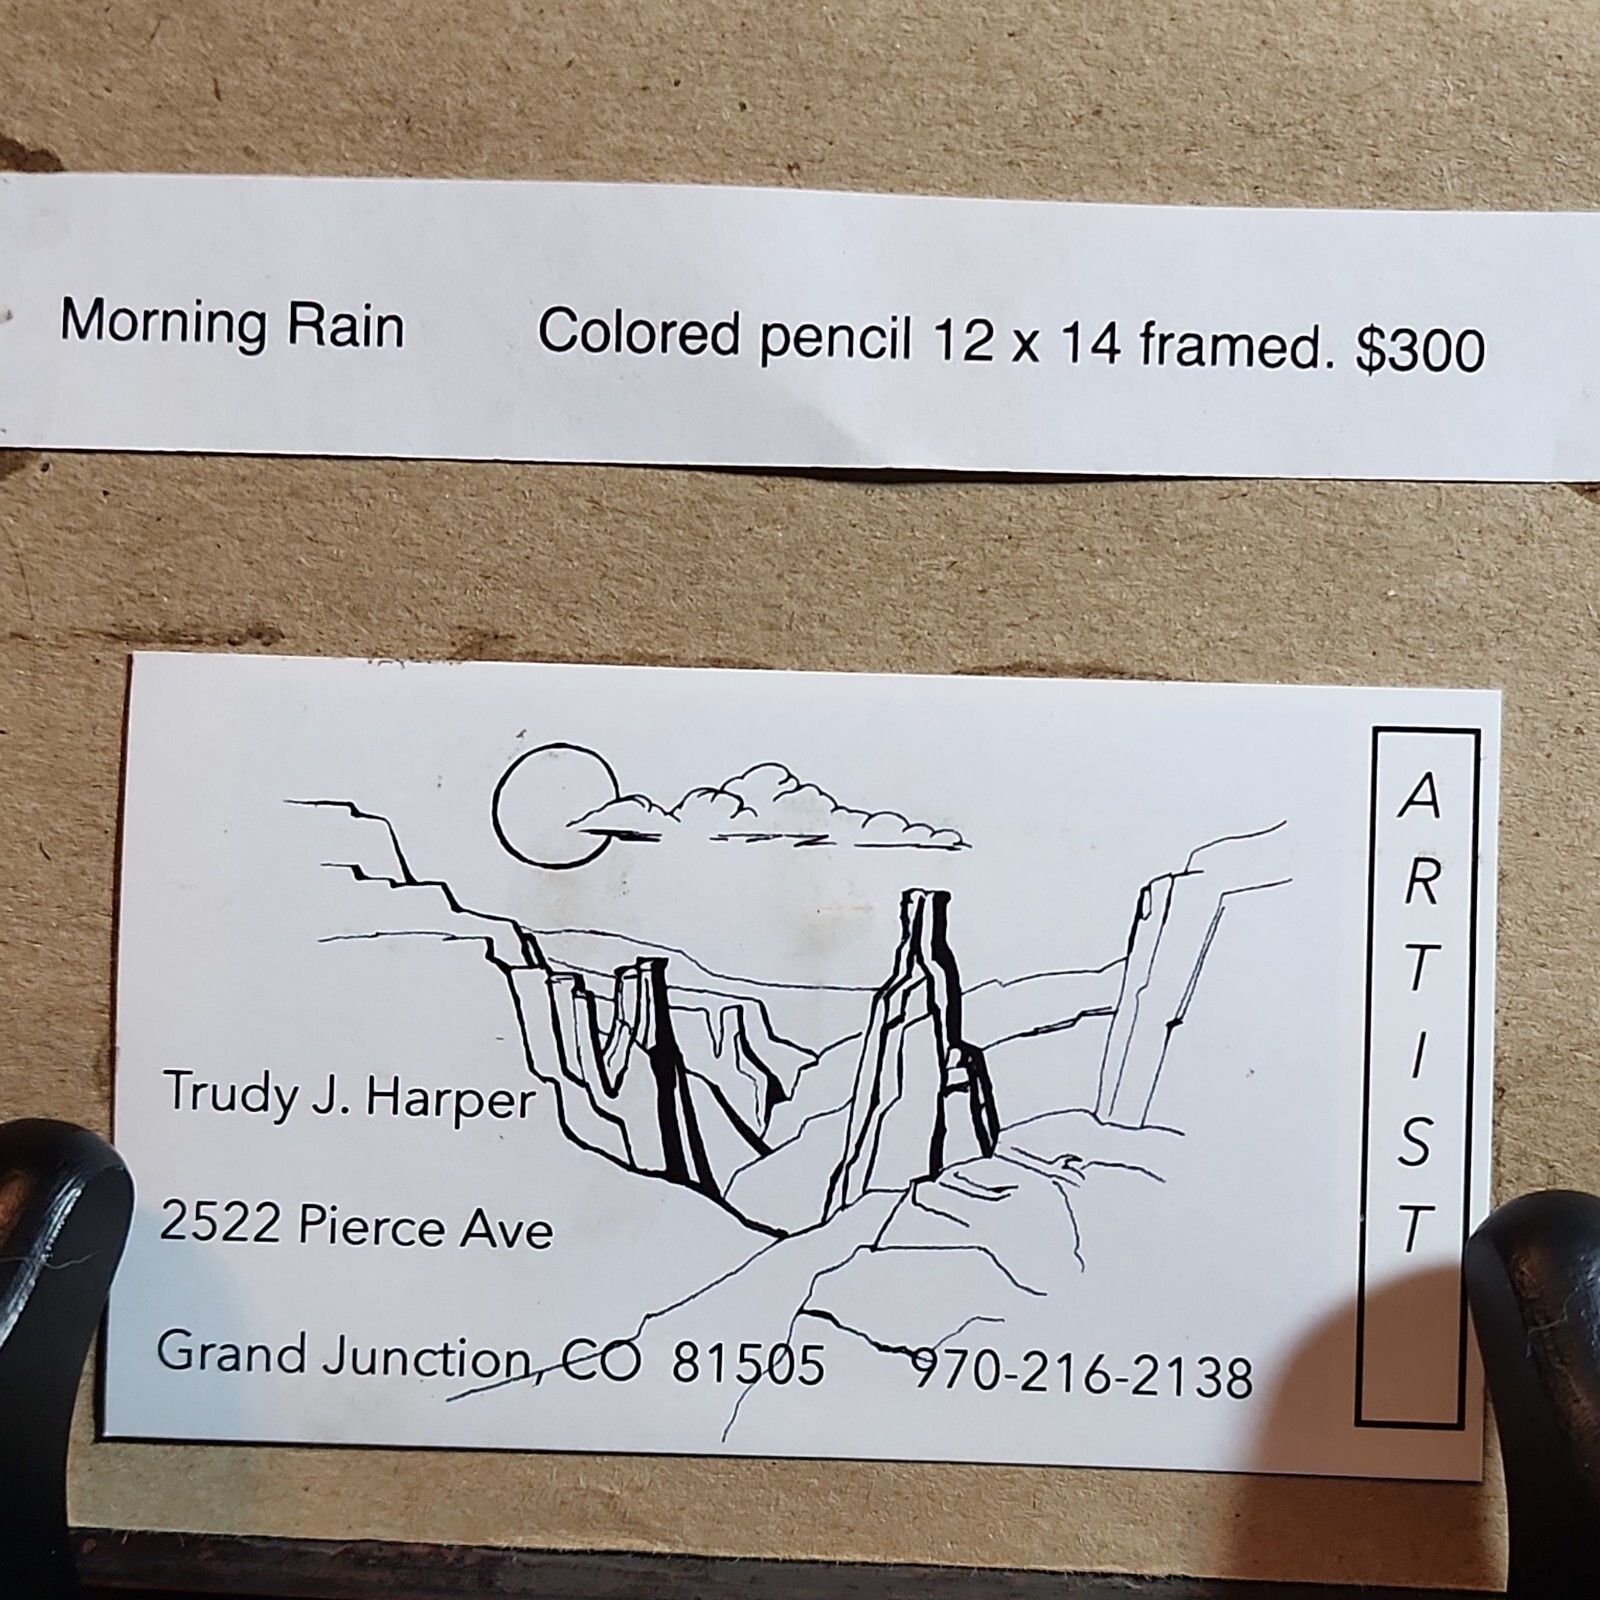 Morning Rain Colored pencil 12 x 14 framed. $300
ARTIST
Trudy J. Harper
2522 Pierce Ave
Grand Junction, CO 81505 970-216-2138